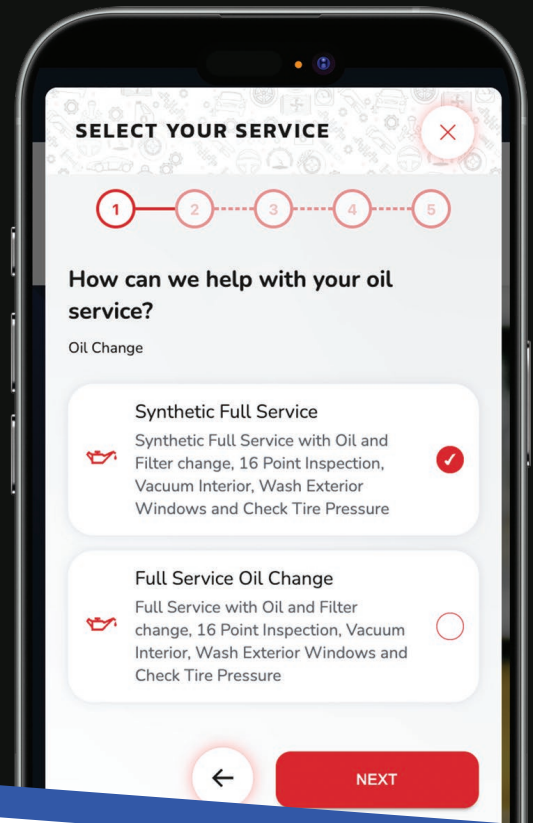 SELECT YOUR SERVICE
1 2 3 4 5
How can we help with your oil
service?
Oil Change
Synthetic Full Service
Synthetic Full Service with Oil and
Filter change, 16 Point Inspection,
Vacuum Interior, Wash Exterior
Windows and Check Tire Pressure
Full Service Oil Change
Full Service with Oil and Filter
change, 16 Point Inspection, Vacuum
Interior, Wash Exterior Windows and
Check Tire Pressure
NEXT